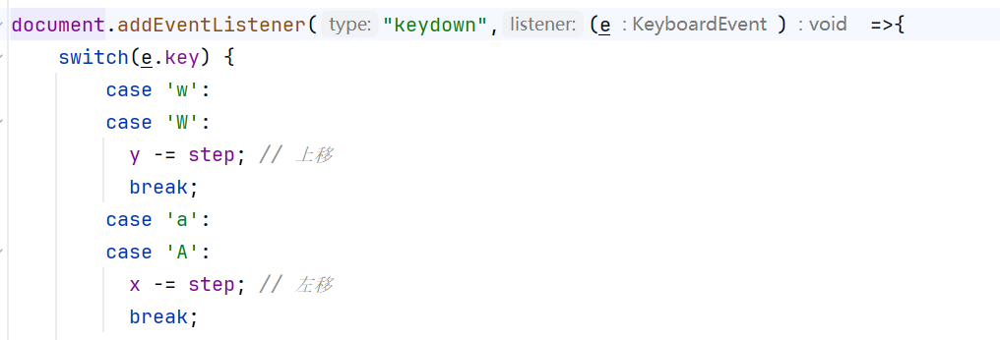 document.addEventListener( type: "keydown", listener: (e : KeyboardEvent ) : void =>{
switch(e.key) {
case 'w':
case 'W':
y -= step; // 上移
break;
case 'a':
case 'A':
x -= step; // 左移
break;